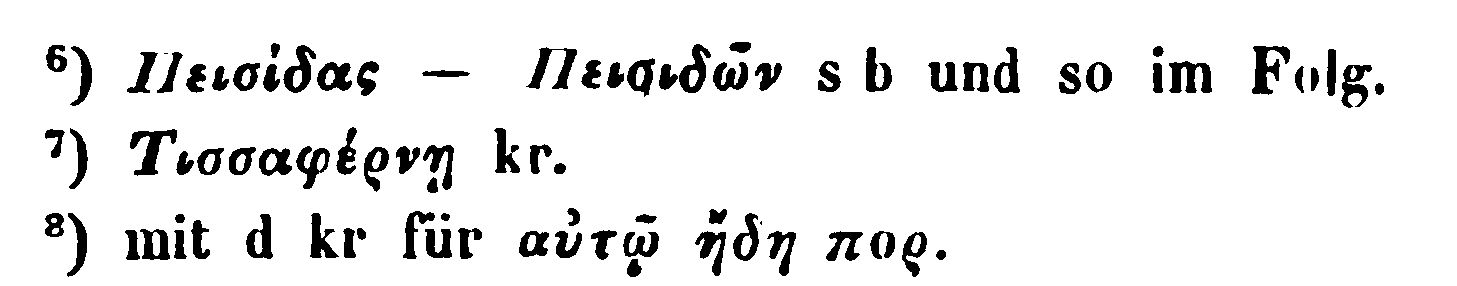 ⁶) Πεισίδας — Πεισιδῶν s b und so im Folg.
⁷) Τισσαφέρνῃ kr.
⁸) mit d kr für αὐτῷ ἤδη πορ.